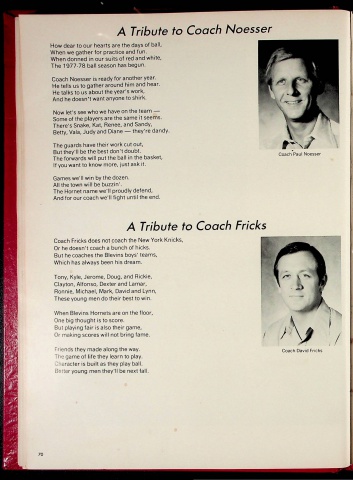 A Tribute to Coach Noesser
How dear to our hearts are the days of ball,
When we gather for practice and fun.
When donned in our suits of red and white,
The 1977-78 ball season has begun.
Coach Noesser is ready for another year.
He tells us to gather around him and hear.
He talks to us about the year's work,
And he doesn't want anyone to shirk.
Now let's see who we have on the team —
Some of the players are the same it seems.
There's Snake, Kat, Renee, and Sandy,
Betty, Vala, Judy and Diane — they're dandy.
The guards have their work cut out,
But they'll be the best don't doubt.
The forwards will put the ball in the basket,
If you want to know more, just ask it.
Games we'll win by the dozen.
All the town will be buzzin'.
The Hornet name we'll proudly defend,
And for our coach we'll fight until the end.
Coach Paul Noesser
A Tribute to Coach Fricks
Coach Fricks does not coach the New York Knicks,
Or he doesn't coach a bunch of hicks.
But he coaches the Blevins boys' teams,
Which has always been his dream.
Tony, Kyle, Jerome, Doug, and Rickie,
Clayton, Alfonso, Dexter and Lamar,
Ronnie, Michael, Mark, David and Lynn,
These young men do their best to win.
When Blevins Hornets are on the floor,
One big thought is to score.
But playing fair is also their game,
Or making scores will not bring fame.
Friends they made along the way.
The game of life they learn to play.
Character is built as they play ball.
Better young men they'll be next fall.
Coach David Fricks